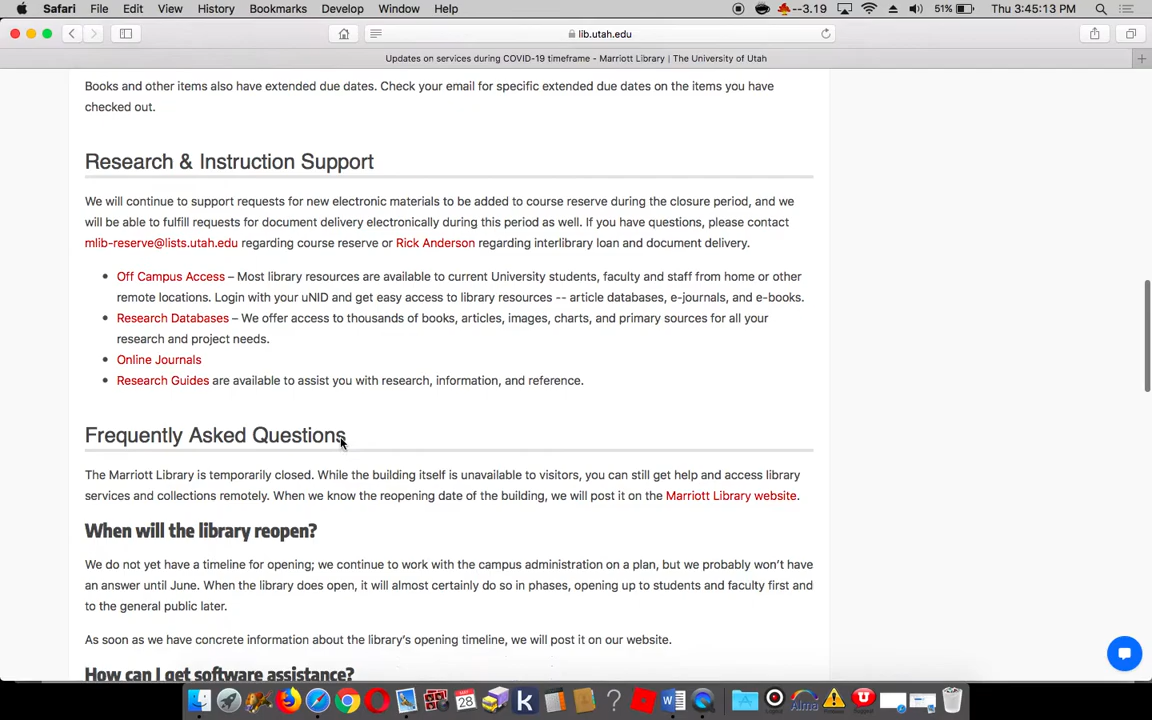 Safari File Edit View History Bookmarks Develop Window Help --3.19 51% Thu 3:45:13 PM
lib.utah.edu
Updates on services during COVID-19 timeframe - Marriott Library | The University of Utah
Books and other items also have extended due dates. Check your email for specific extended due dates on the items you have
checked out.
Research & Instruction Support
We will continue to support requests for new electronic materials to be added to course reserve during the closure period, and we
will be able to fulfill requests for document delivery electronically during this period as well. If you have questions, please contact
mlib-reserve@lists.utah.edu regarding course reserve or Rick Anderson regarding interlibrary loan and document delivery.
Off Campus Access – Most library resources are available to current University students, faculty and staff from home or other
remote locations. Login with your uNID and get easy access to library resources -- article databases, e-journals, and e-books.
Research Databases – We offer access to thousands of books, articles, images, charts, and primary sources for all your
research and project needs.
Online Journals
Research Guides are available to assist you with research, information, and reference.
Frequently Asked Questions
The Marriott Library is temporarily closed. While the building itself is unavailable to visitors, you can still get help and access library
services and collections remotely. When we know the reopening date of the building, we will post it on the Marriott Library website.
When will the library reopen?
We do not yet have a timeline for opening; we continue to work with the campus administration on a plan, but we probably won't have
an answer until June. When the library does open, it will almost certainly do so in phases, opening up to students and faculty first and
to the general public later.
As soon as we have concrete information about the library's opening timeline, we will post it on our website.
How can I get software assistance?
28 K ? W Alma U